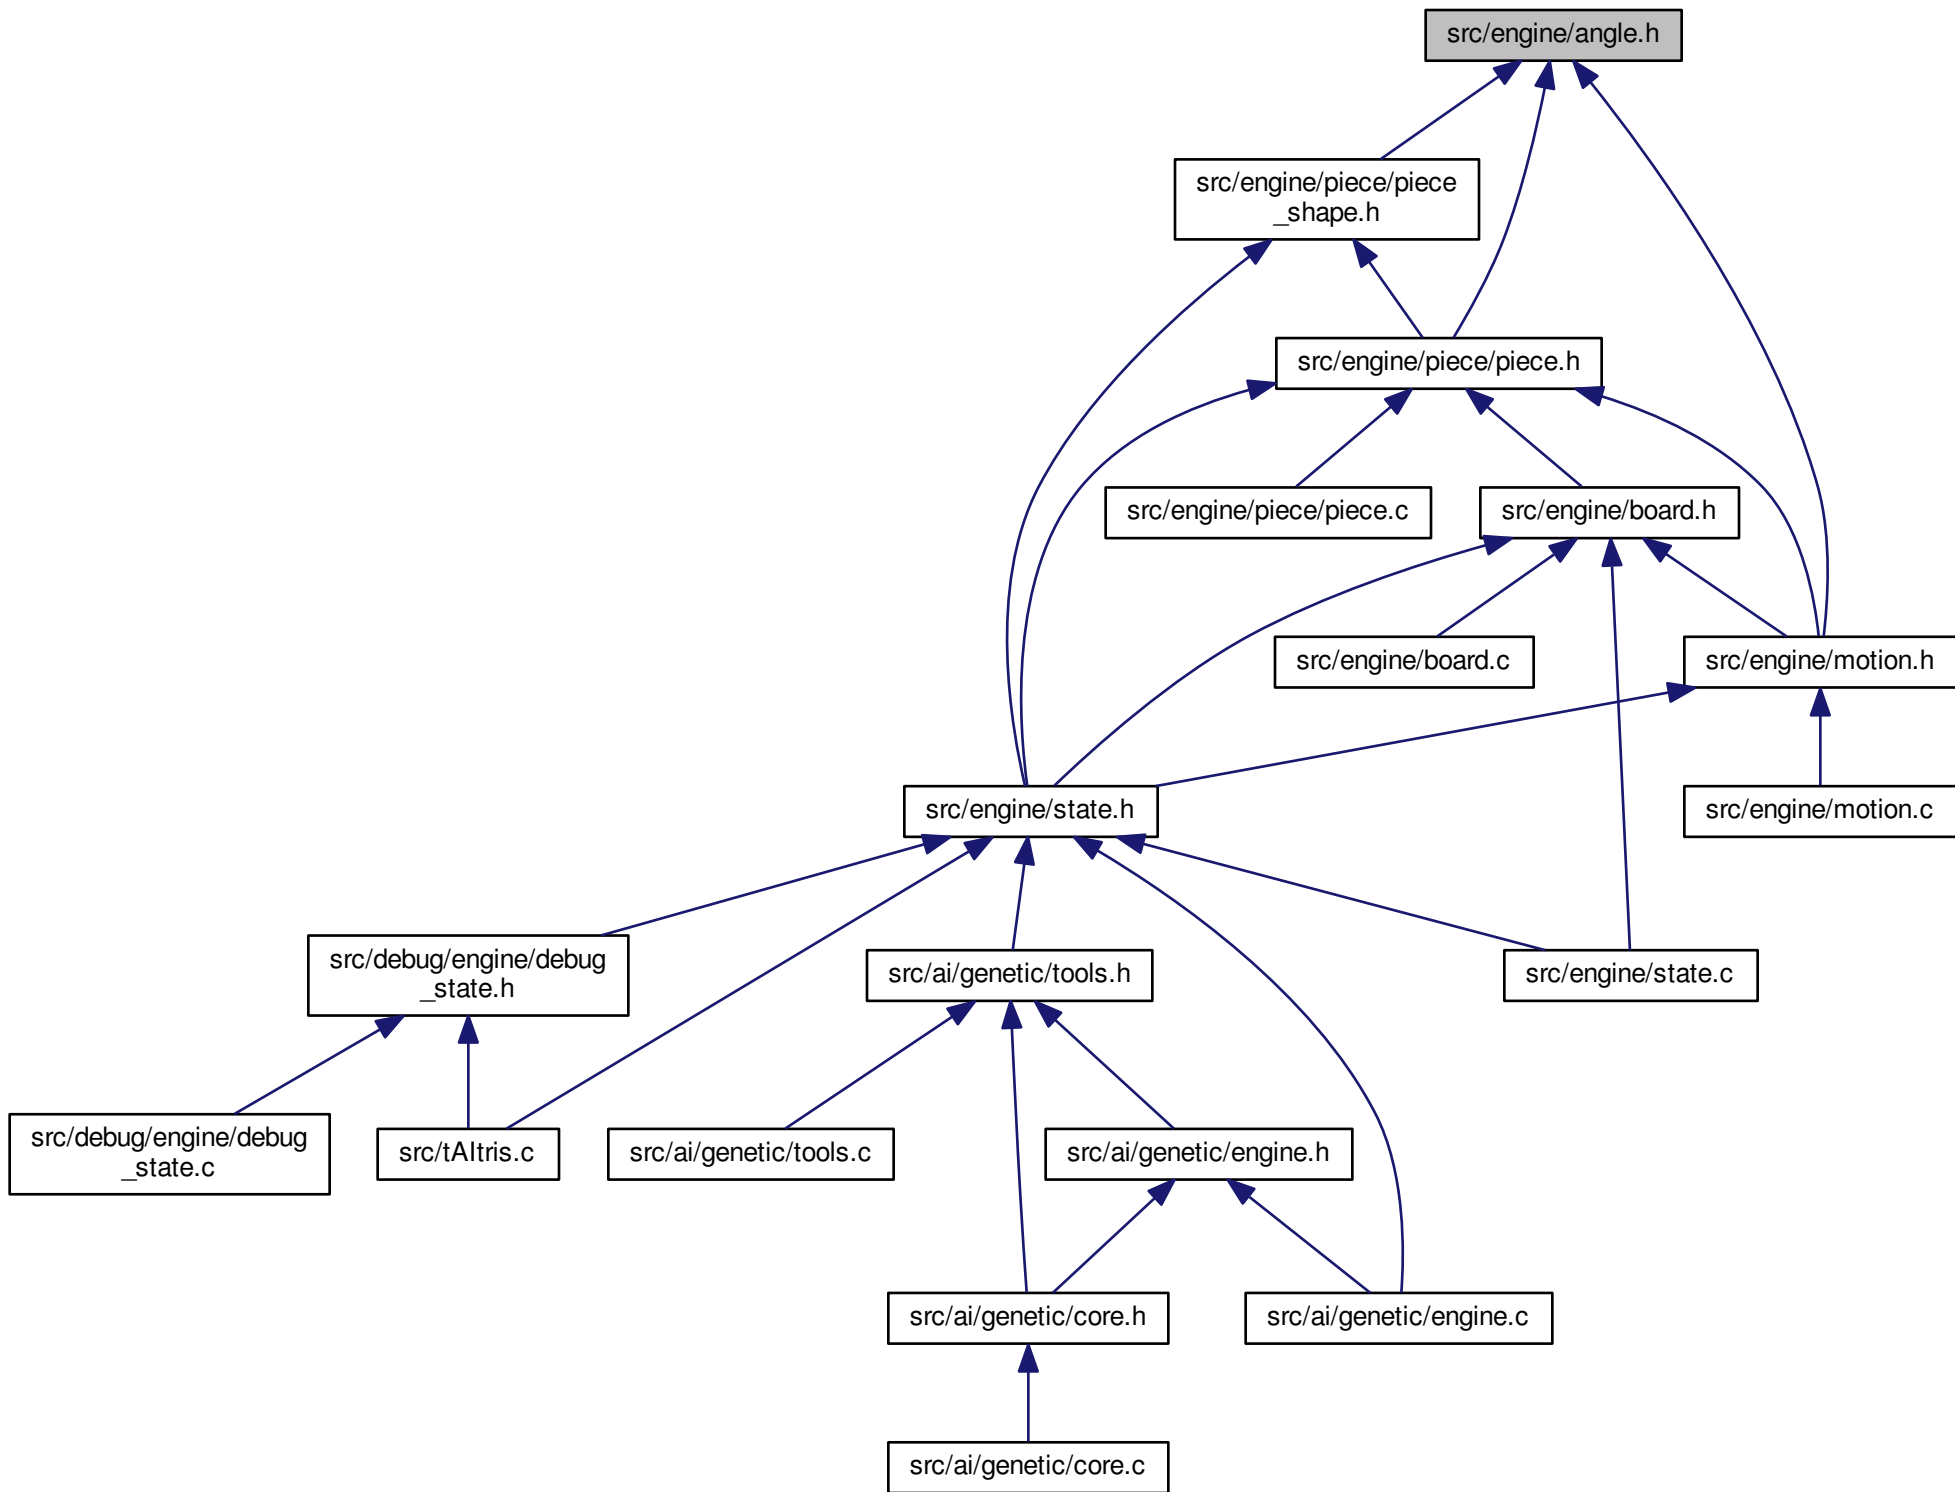 src/engine/angle.h
src/engine/piece/piece
_shape.h
src/engine/piece/piece.h
src/engine/piece/piece.c
src/engine/board.h
src/engine/board.c
src/engine/motion.h
src/engine/state.h
src/engine/motion.c
src/debug/engine/debug
_state.h
src/ai/genetic/tools.h
src/engine/state.c
src/debug/engine/debug
_state.c
src/tAItris.c
src/ai/genetic/tools.c
src/ai/genetic/engine.h
src/ai/genetic/core.h
src/ai/genetic/engine.c
src/ai/genetic/core.c